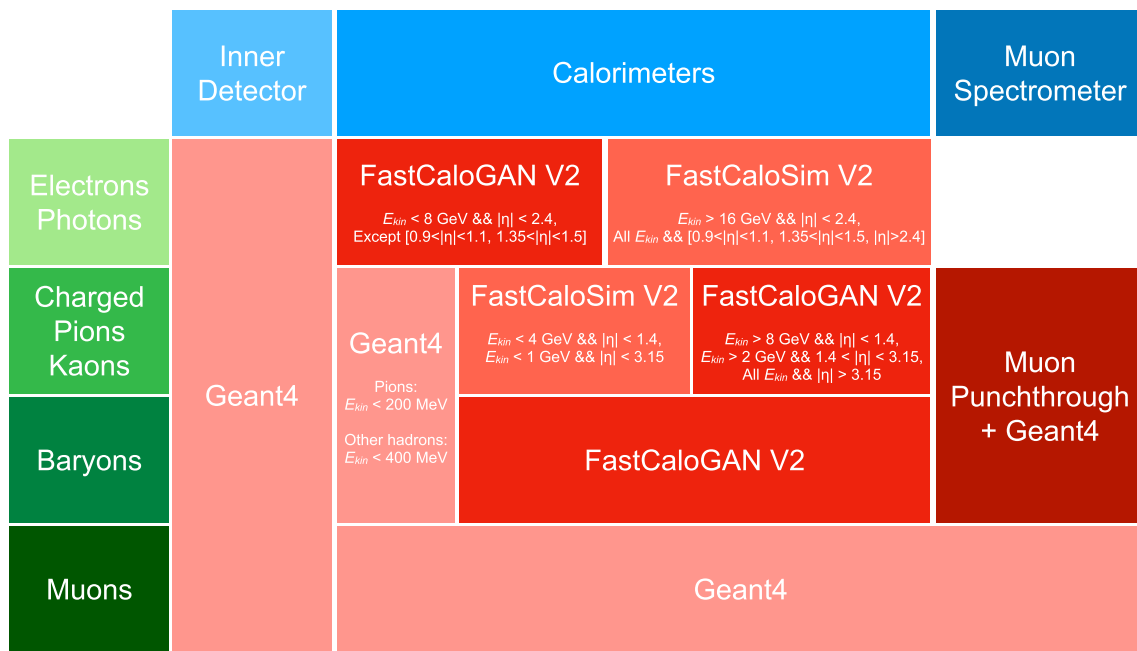 Inner
Detector
Calorimeters
Muon
Spectrometer
Electrons
Photons
FastCaloGAN V2
E_kin < 8 GeV && |η| < 2.4,
Except [0.9<|η|<1.1, 1.35<|η|<1.5]
FastCaloSim V2
E_kin > 16 GeV && |η| < 2.4,
All E_kin && [0.9<|η|<1.1, 1.35<|η|<1.5, |η|>2.4]
Charged
Pions
Kaons
Geant4
Geant4
Pions:
E_kin < 200 MeV
Other hadrons:
E_kin < 400 MeV
FastCaloSim V2
E_kin < 4 GeV && |η| < 1.4,
E_kin < 1 GeV && |η| < 3.15
FastCaloGAN V2
E_kin > 8 GeV && |η| < 1.4,
E_kin > 2 GeV && 1.4 < |η| < 3.15,
All E_kin && |η| > 3.15
Muon
Punchthrough
+ Geant4
Baryons
FastCaloGAN V2
Muons
Geant4